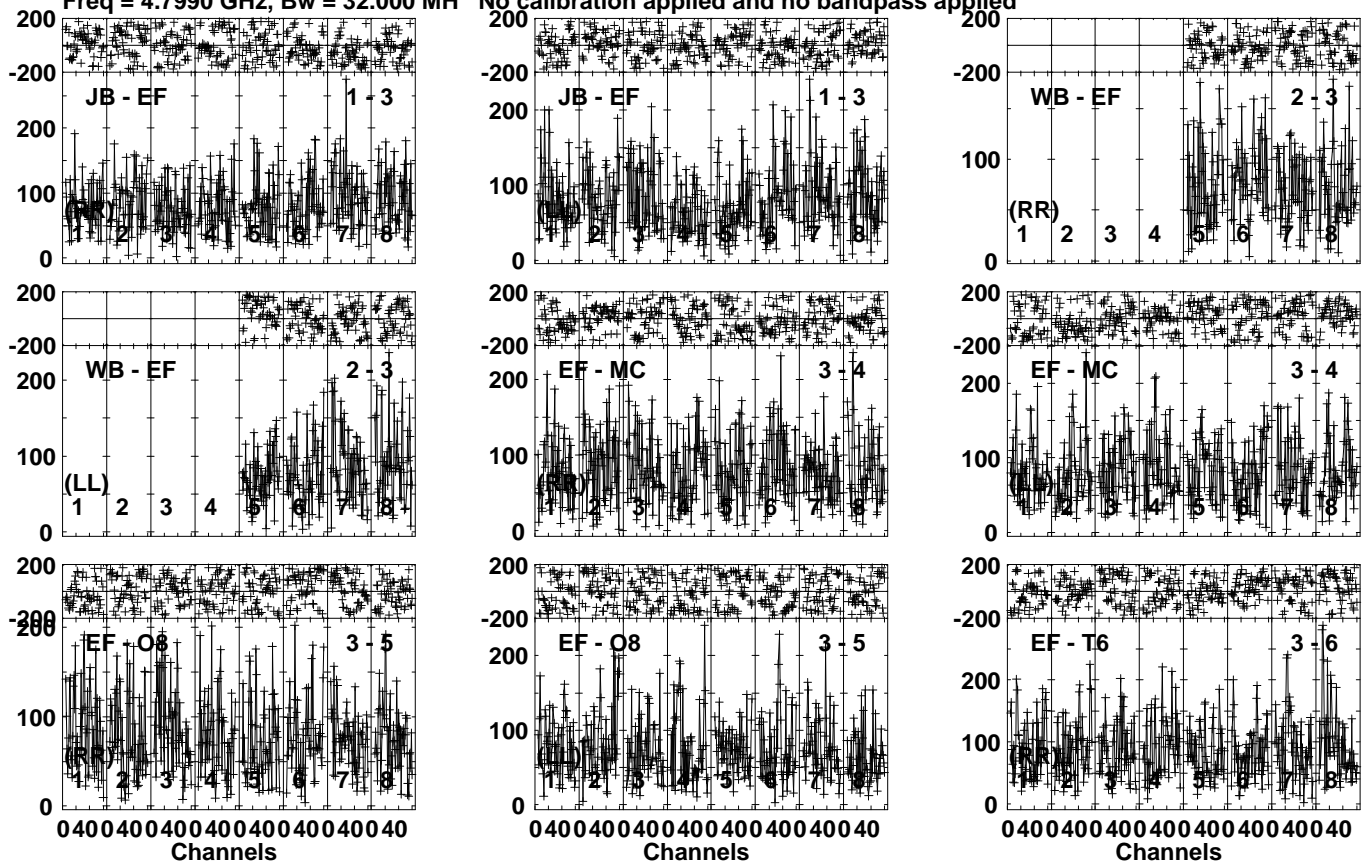 Freq = 4.7990 GHz, Bw = 32.000 MH No calibration applied and no bandpass applied
200
-200
JB - EF 1 - 3
200
100
0
(RR)
1 2 3 4 5 6 7 8
200
-200
JB - EF 1 - 3
200
100
0
(LL)
1 2 3 4 5 6 7 8
200
-200
WB - EF 2 - 3
100
0
(RR)
1 2 3 4 5 6 7 8
200
-200
WB - EF 2 - 3
200
100
0
(LL)
1 2 3 4 5 6 7 8
200
-200
EF - MC 3 - 4
200
100
0
(RR)
1 2 3 4 5 6 7 8
200
-200
EF - MC 3 - 4
200
100
0
(LL)
1 2 3 4 5 6 7 8
200
-200
200
EF - O8 3 - 5
100
0
(RR)
1 2 3 4 5 6 7 8
200
-200
EF - O8 3 - 5
200
100
0
(LL)
1 2 3 4 5 6 7 8
200
-200
EF - T6 3 - 6
200
100
0
(RR)
1 2 3 4 5 6 7 8
0 40 0 40 0 40 0 40 0 40 0 40 0 40 0 40
Channels
0 40 0 40 0 40 0 40 0 40 0 40 0 40 0 40
Channels
0 40 0 40 0 40 0 40 0 40 0 40 0 40 0 40
Channels